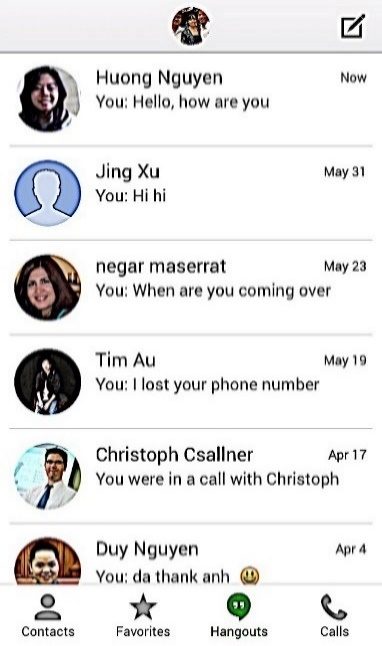 Huong Nguyen Now
You: Hello, how are you
Jing Xu May 31
You: Hi hi
negar maserrat May 23
You: When are you coming over
Tim Au May 19
You: I lost your phone number
Christoph Csallner Apr 17
You were in a call with Christoph
Duy Nguyen Apr 4
You: da thank anh 😃
Contacts Favorites Hangouts Calls